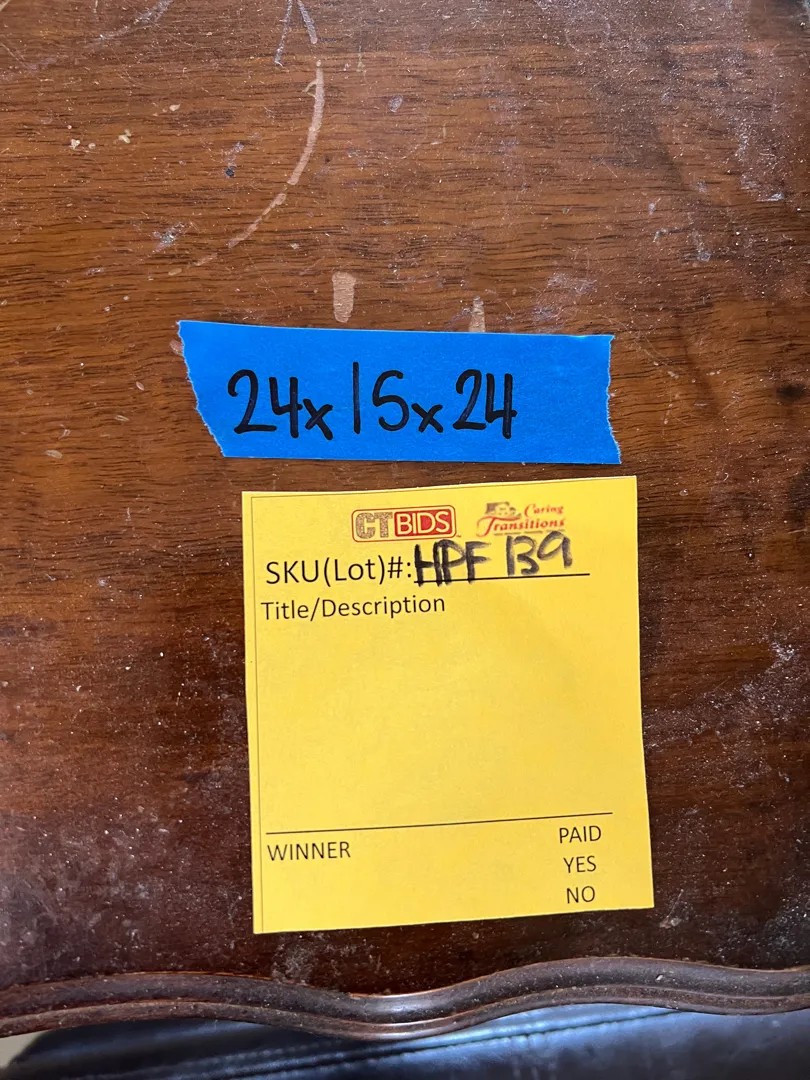 24x15x24
CTBIDS Caring
Transitions
SKU(Lot)#: HPF 139
Title/Description
WINNER PAID
YES
NO